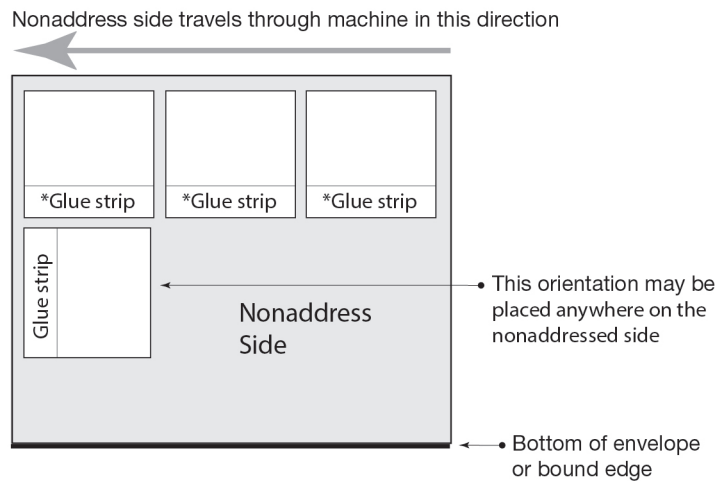 Nonaddress side travels through machine in this direction
*Glue strip
*Glue strip
*Glue strip
Glue strip
This orientation may be
placed anywhere on the
nonaddressed side
Nonaddress
Side
Bottom of envelope
or bound edge